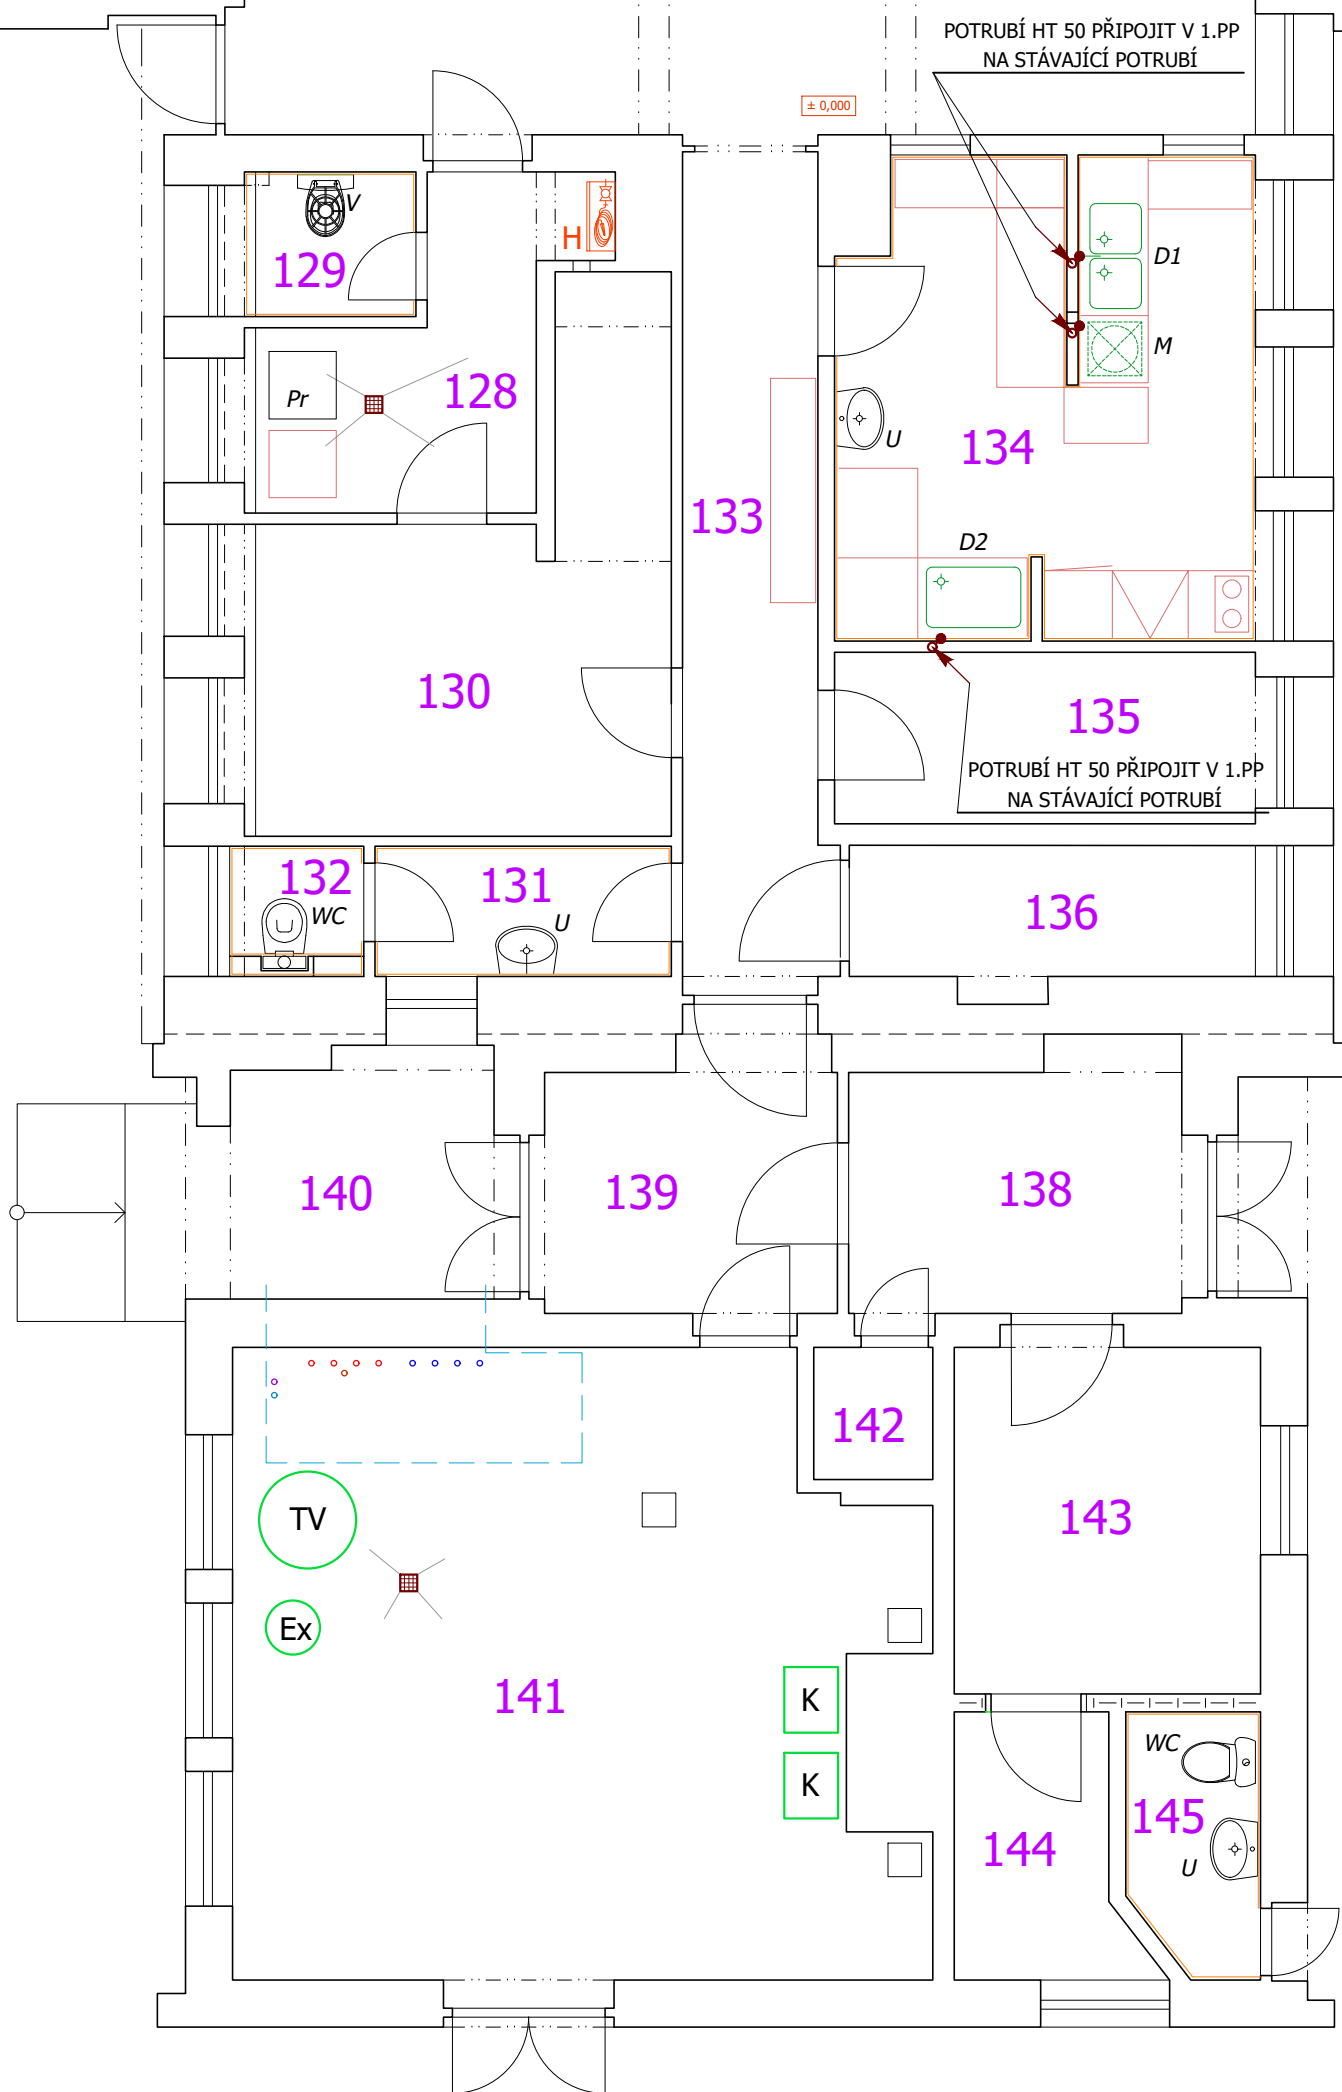 POTRUBÍ HT 50 PŘIPOJIT V 1.PP
NA STÁVAJÍCÍ POTRUBÍ
± 0,000
V
H
129
D1
M
Pr
128
U
134
133
D2
130
135
POTRUBÍ HT 50 PŘIPOJIT V 1.PP
NA STÁVAJÍCÍ POTRUBÍ
132
WC
131
U
136
140
139
138
142
TV
143
Ex
141
K
K
WC
145
144
U